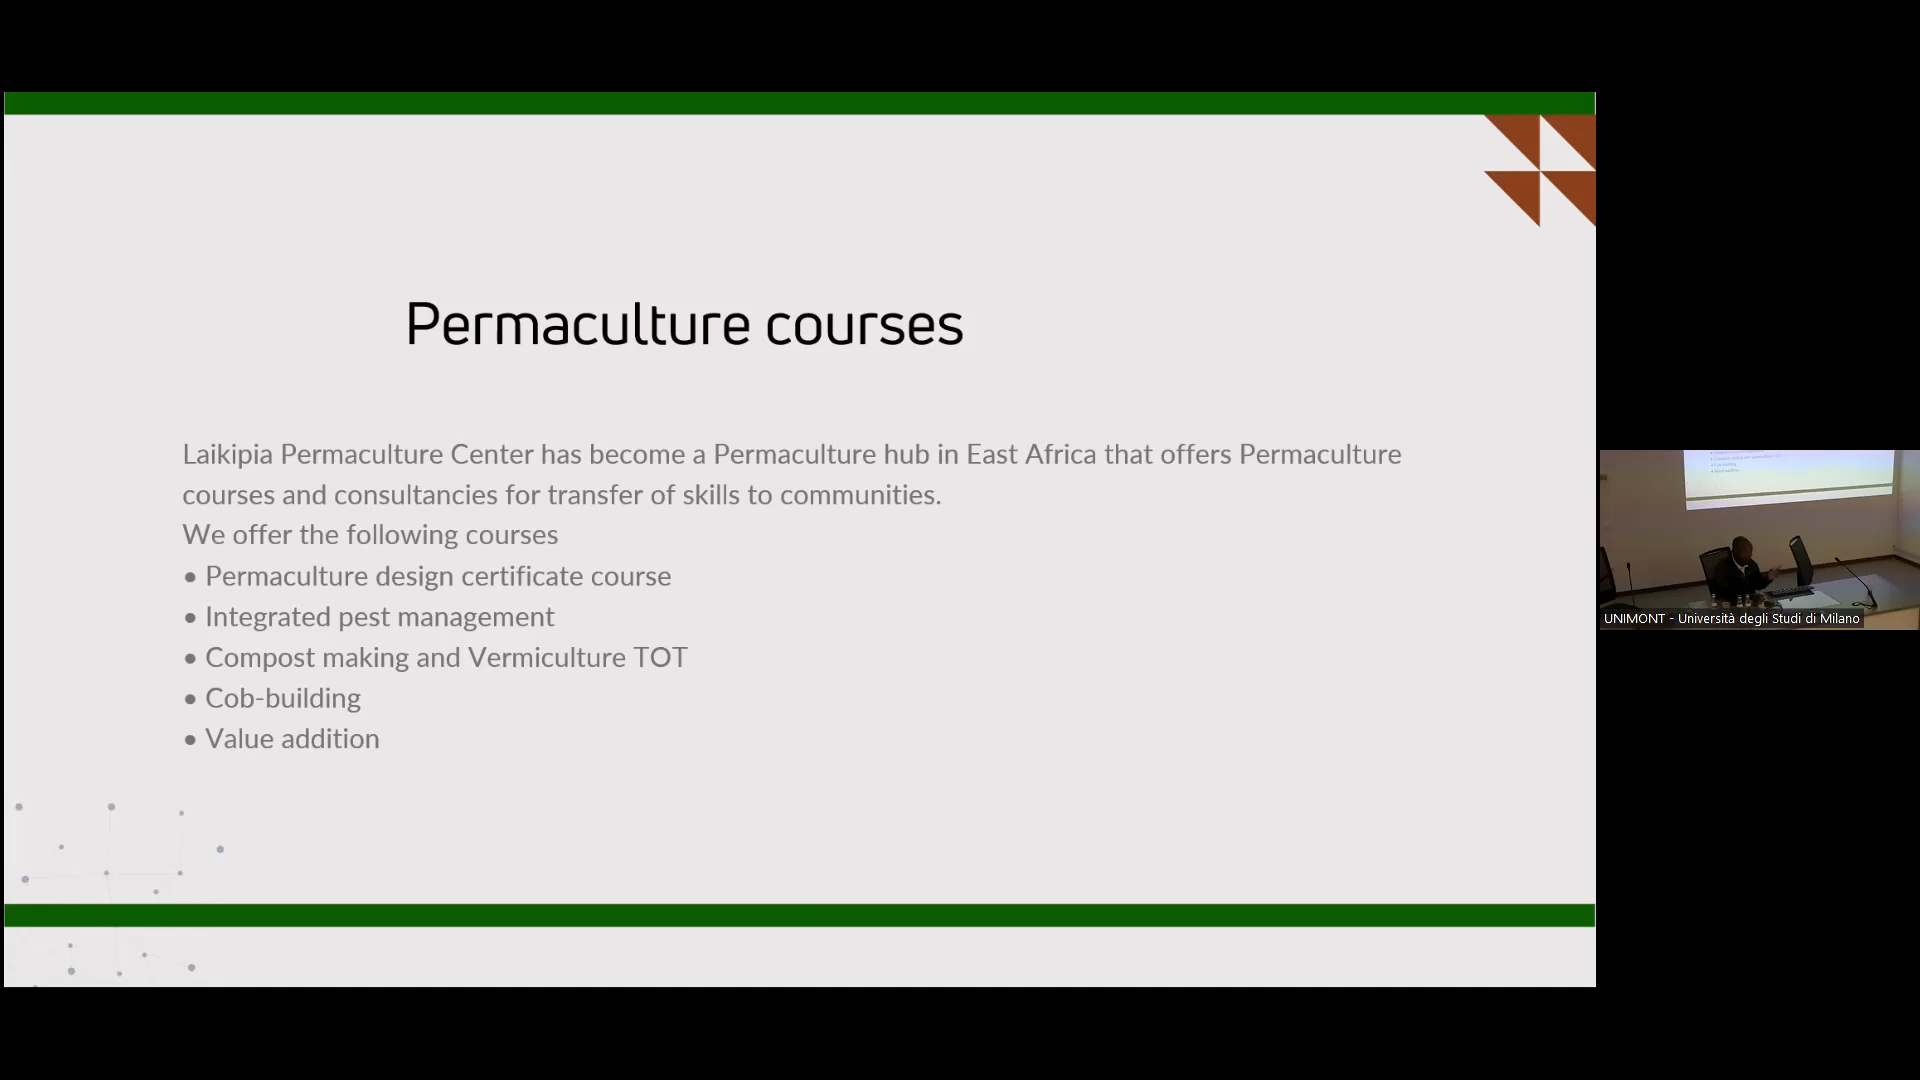 Permaculture courses
Laikipia Permaculture Center has become a Permaculture hub in East Africa that offers Permaculture
courses and consultancies for transfer of skills to communities.
We offer the following courses
• Permaculture design certificate course
• Integrated pest management
• Compost making and Vermiculture TOT
• Cob-building
• Value addition
UNIMONT - Università degli Studi di Milano